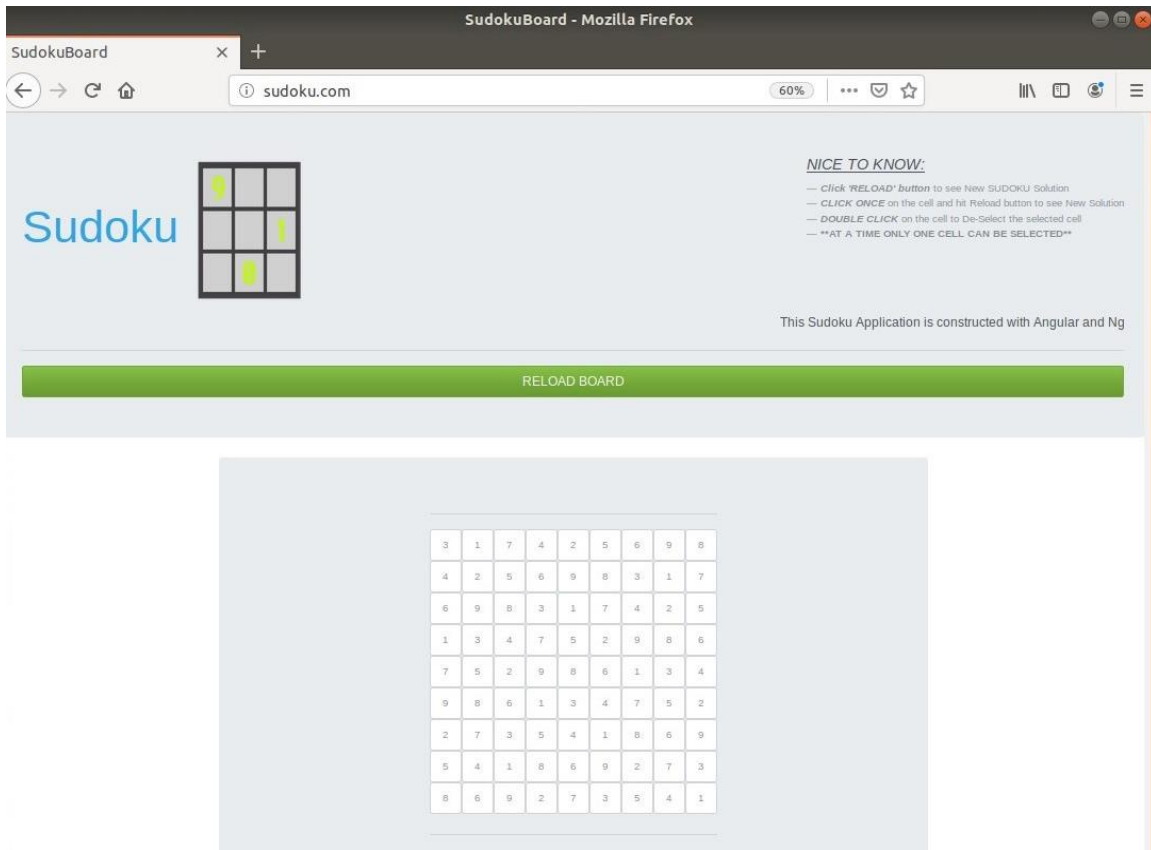 SudokuBoard - Mozilla Firefox
SudokuBoard
sudoku.com
60%
Sudoku
9
1
8
NICE TO KNOW:
— Click 'RELOAD' button to see New SUDOKU Solution
— CLICK ONCE on the cell and hit Reload button to see New Solution
— DOUBLE CLICK on the cell to De-Select the selected cell
— **AT A TIME ONLY ONE CELL CAN BE SELECTED**
This Sudoku Application is constructed with Angular and Ng
RELOAD BOARD
3 1 7 4 2 5 6 9 8
4 2 5 6 9 8 3 1 7
6 9 8 3 1 7 4 2 5
1 3 4 7 5 2 9 8 6
7 5 2 9 8 6 1 3 4
9 8 6 1 3 4 7 5 2
2 7 3 5 4 1 8 6 9
5 4 1 8 6 9 2 7 3
8 6 9 2 7 3 5 4 1